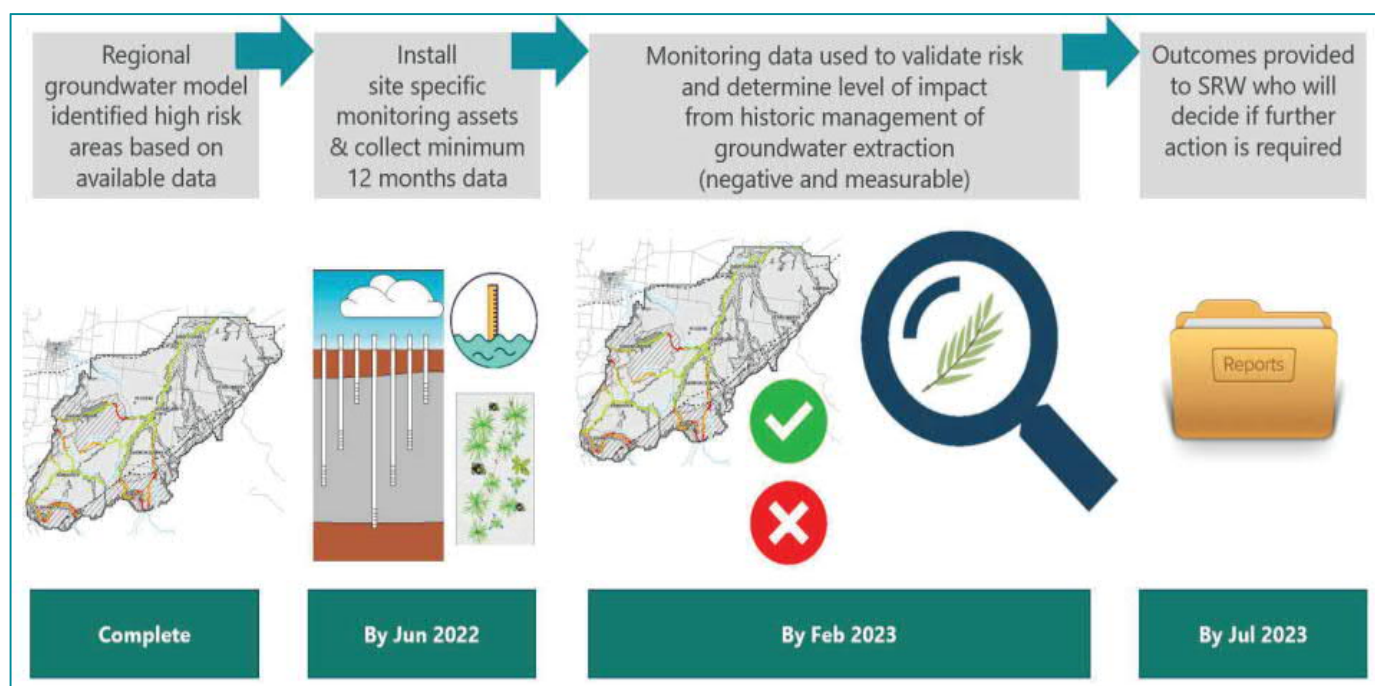 Regional
groundwater model
identified high risk
areas based on
available data
Install
site specific
monitoring assets
& collect minimum
12 months data
Monitoring data used to validate risk
and determine level of impact
from historic management of
groundwater extraction
(negative and measurable)
Outcomes provided
to SRW who will
decide if further
action is required
Reports
Complete
By Jun 2022
By Feb 2023
By Jul 2023